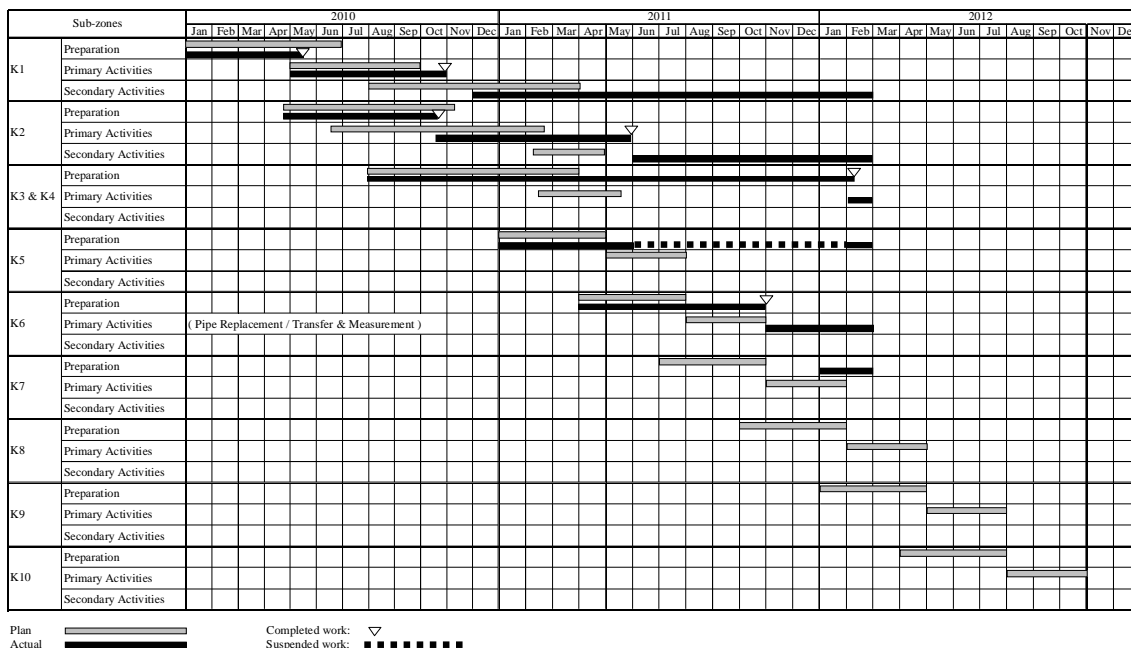 Sub-zones 2010 2011 2012
Jan Feb Mar Apr May Jun Jul Aug Sep Oct Nov Dec Jan Feb Mar Apr May Jun Jul Aug Sep Oct Nov Dec Jan Feb Mar Apr May Jun Jul Aug Sep Oct Nov De
K1 Preparation
Primary Activities
Secondary Activities
K2 Preparation
Primary Activities
Secondary Activities
K3 & K4 Preparation
Primary Activities
Secondary Activities
K5 Preparation
Primary Activities
Secondary Activities
K6 Preparation
Primary Activities ( Pipe Replacement / Transfer & Measurement )
Secondary Activities
K7 Preparation
Primary Activities
Secondary Activities
K8 Preparation
Primary Activities
Secondary Activities
K9 Preparation
Primary Activities
Secondary Activities
K10 Preparation
Primary Activities
Secondary Activities
Plan Completed work:
Actual Suspended work: